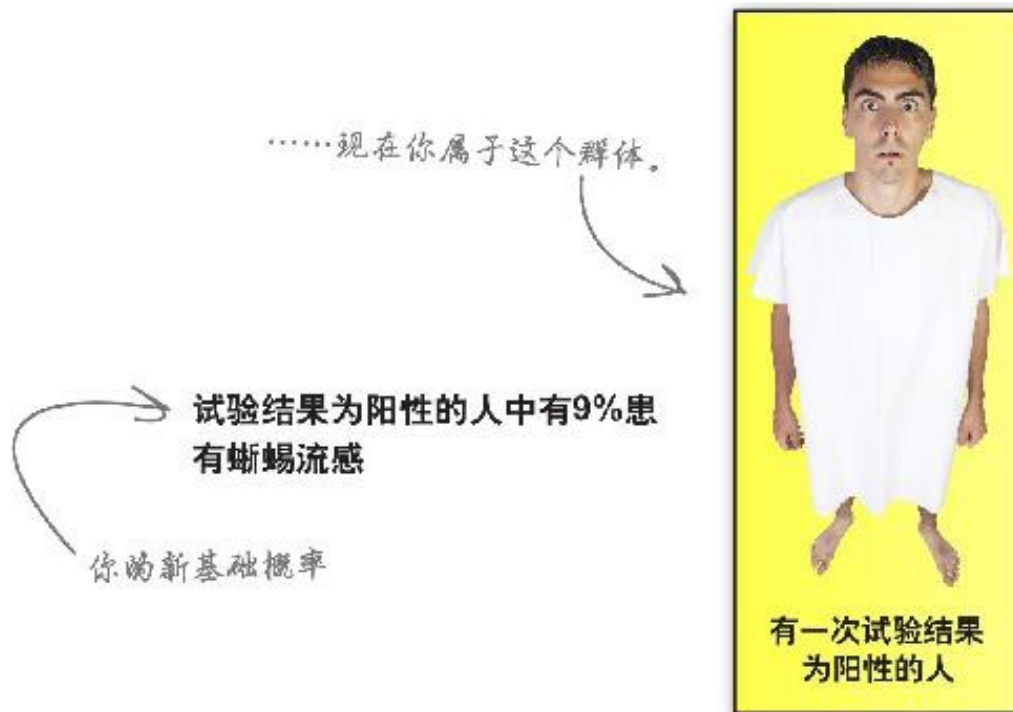 ……现在你属于这个群体。
试验结果为阳性的人中有9%患
有蜥蜴流感
你的新基础概率
有一次试验结果
为阳性的人